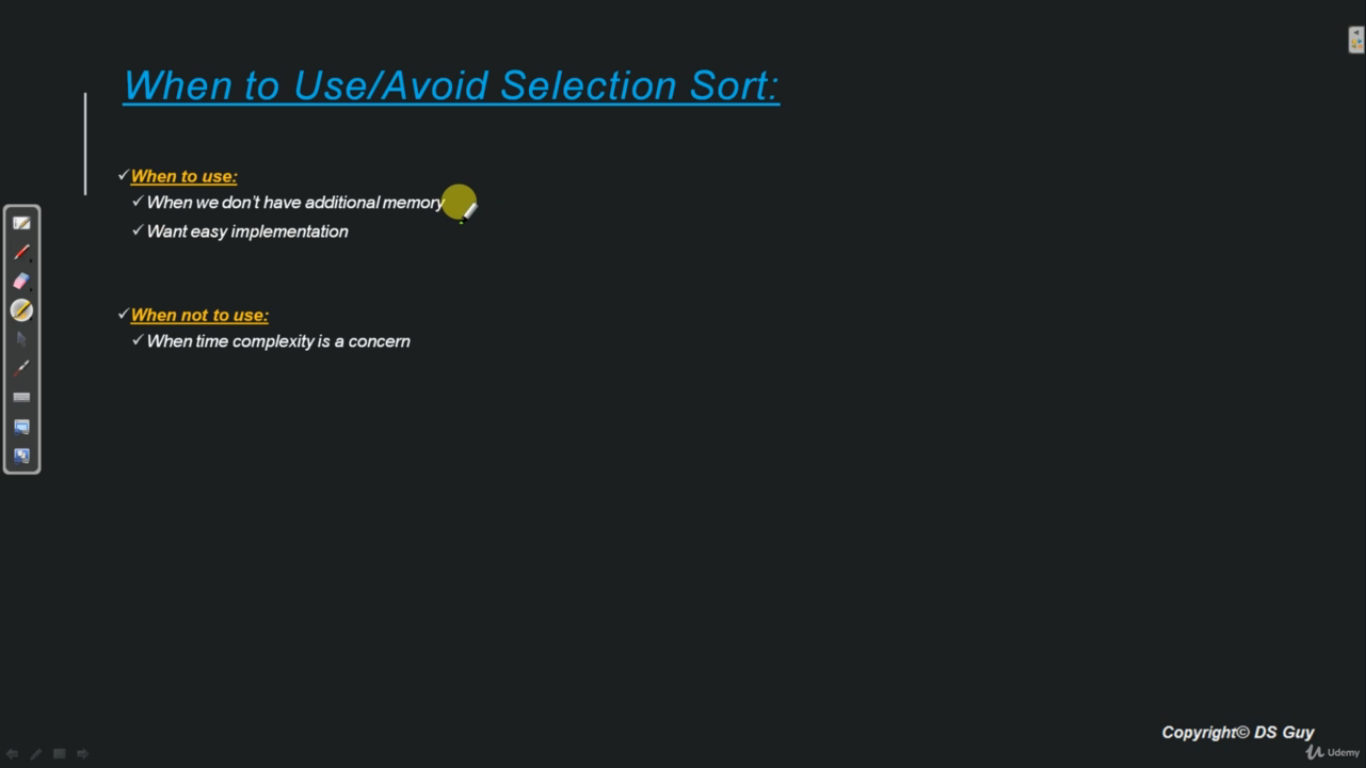 When to Use/Avoid Selection Sort:
✓When to use:
✓When we don't have additional memory
✓Want easy implementation
✓When not to use:
✓When time complexity is a concern
Copyright© DS Guy
Udemy